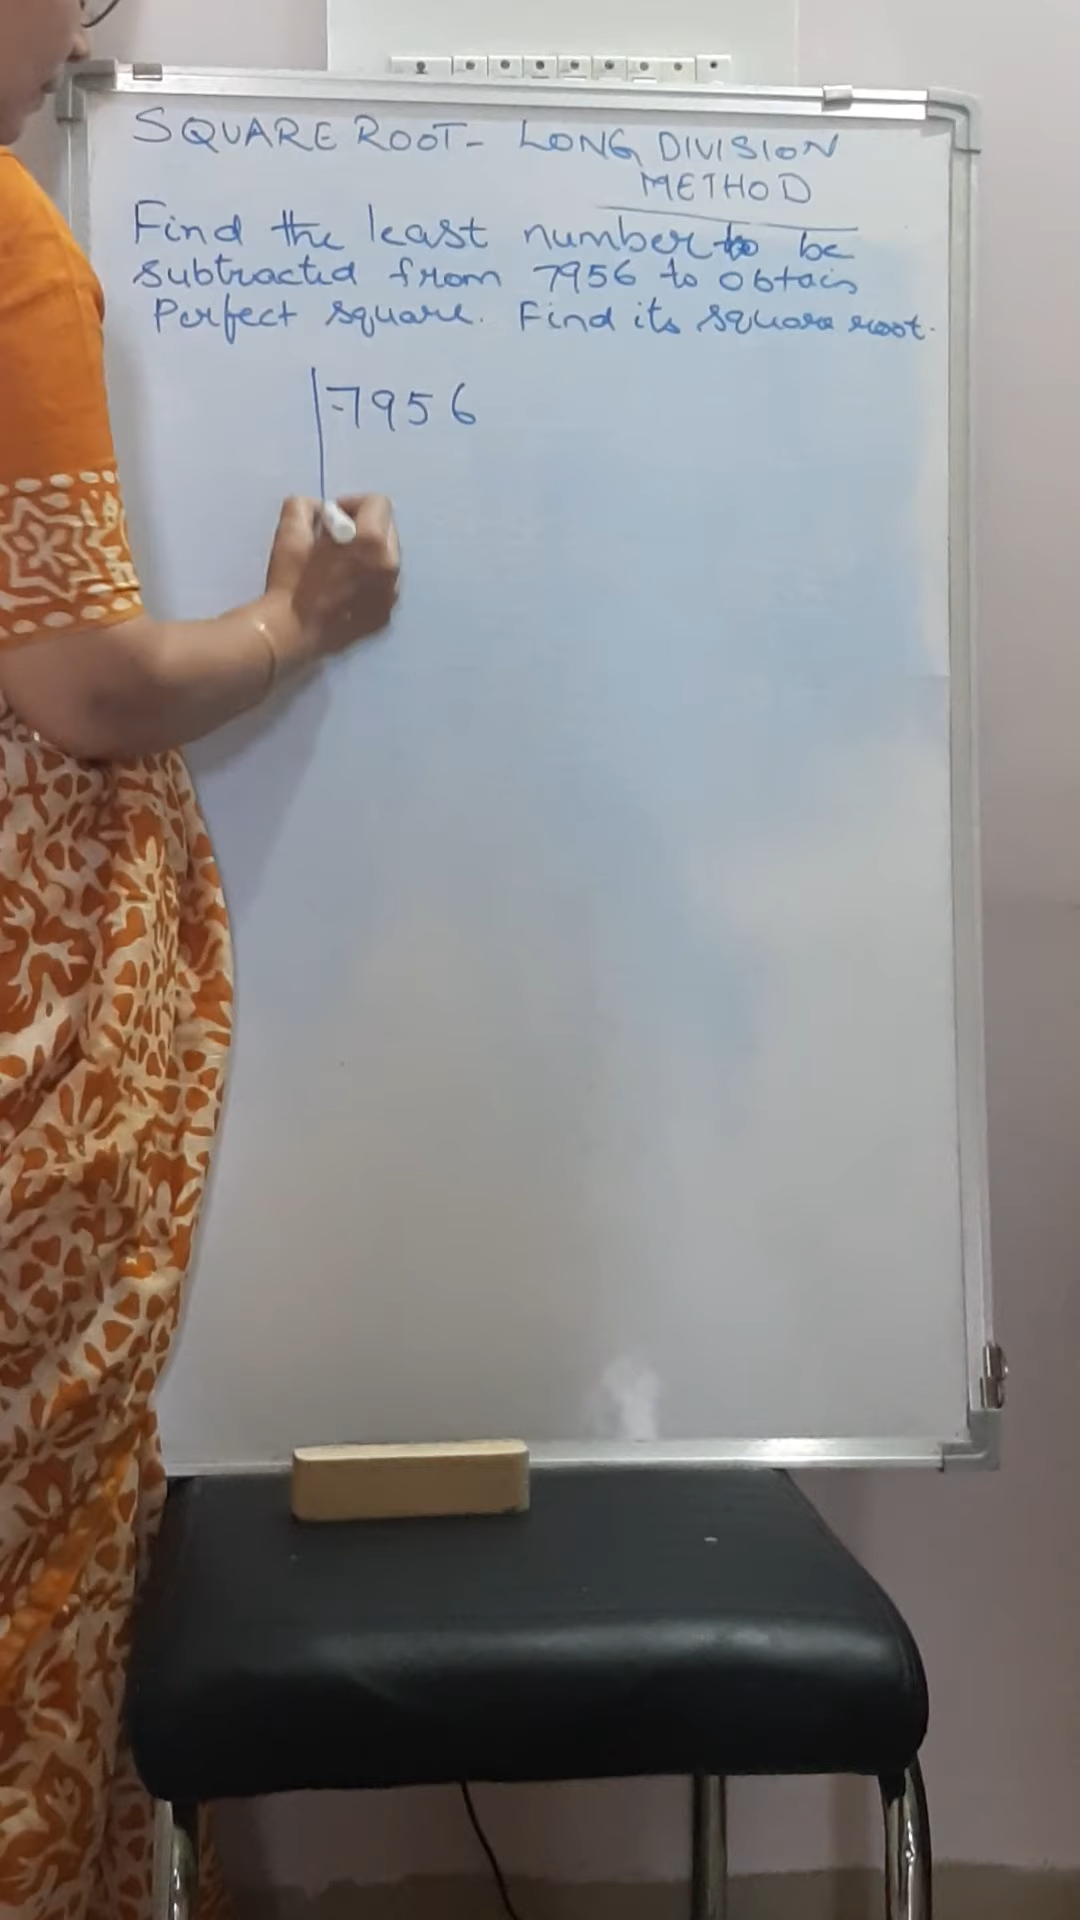 SQUARE ROOT - LONG DIVISION
METHOD
Find the least number to be
subtracted from 7956 to obtain
Perfect square. Find its square root.
7956